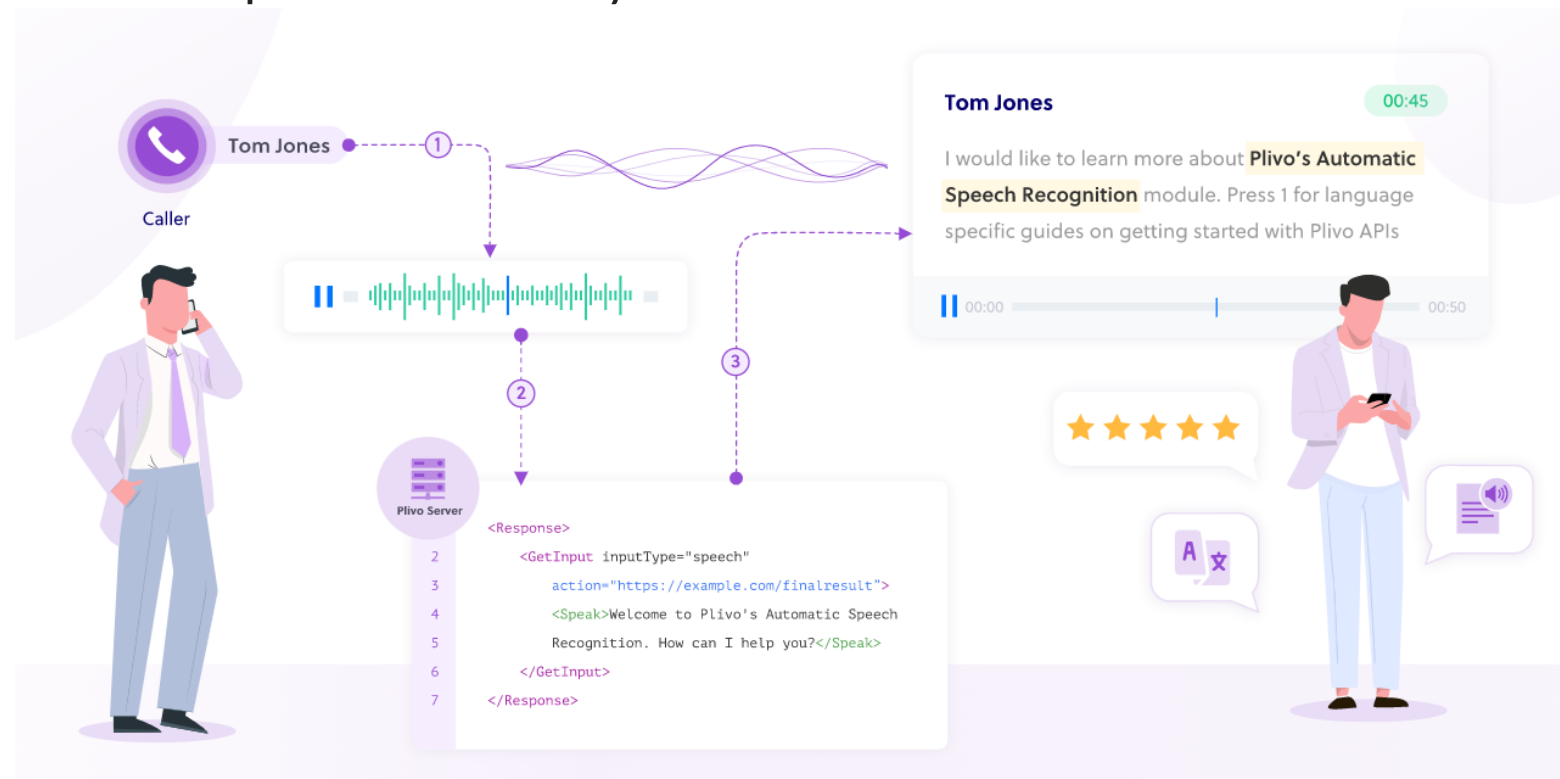 Tom Jones
Caller
1
2
3
Plivo Server
<Response>
2
<GetInput inputType="speech"
3
action="https://example.com/finalresult">
4
<Speak>Welcome to Plivo's Automatic Speech
5
Recognition. How can I help you?</Speak>
6
</GetInput>
7
</Response>
Tom Jones
00:45
I would like to learn more about Plivo's Automatic
Speech Recognition module. Press 1 for language
specific guides on getting started with Plivo APIs
00:00
00:50
A
文